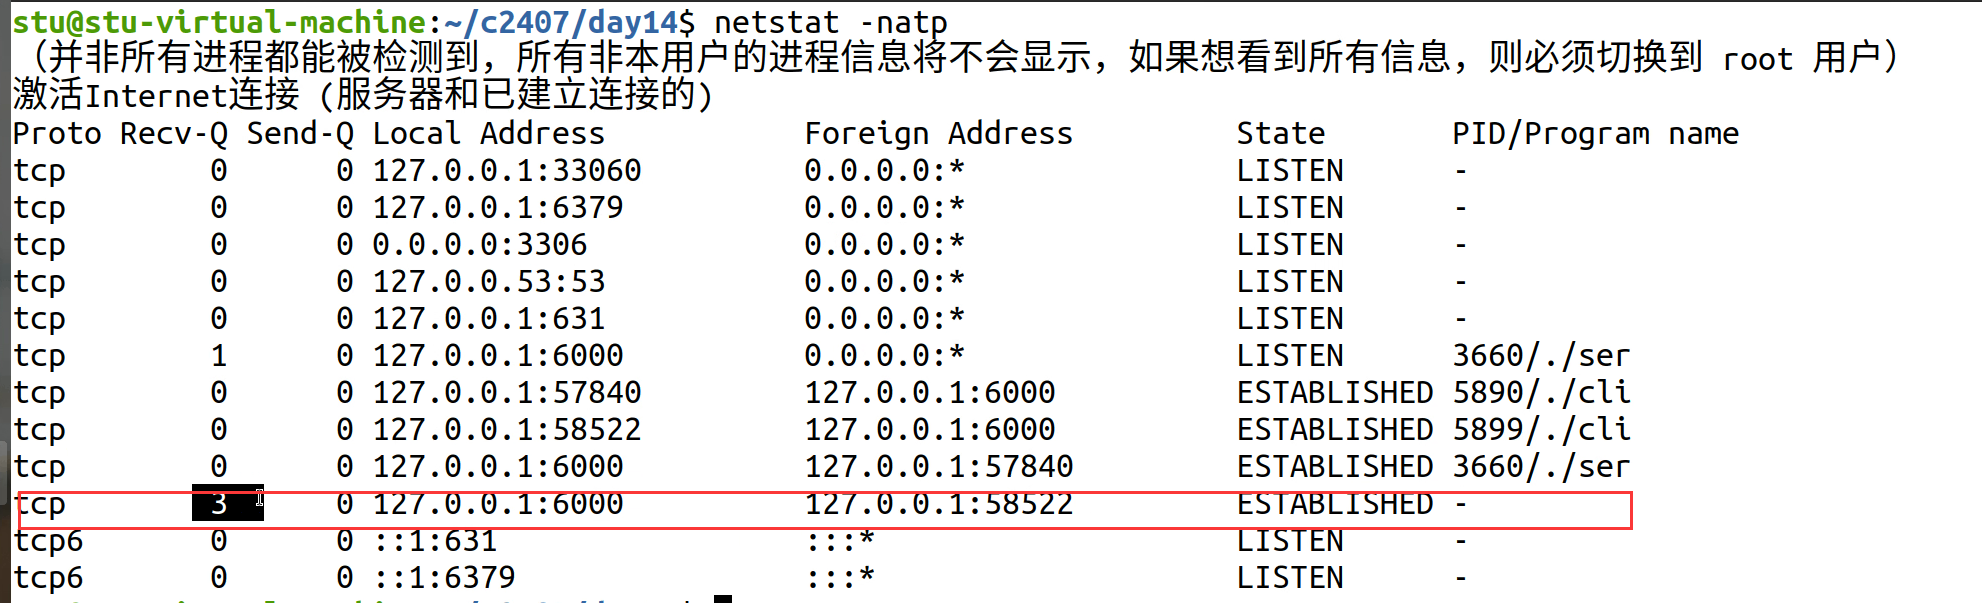 stu@stu-virtual-machine:~/c2407/day14$ netstat -natp
（并非所有进程都能被检测到，所有非本用户的进程信息将不会显示，如果想看到所有信息，则必须切换到 root 用户）
激活Internet连接 (服务器和已建立连接的)
Proto Recv-Q Send-Q Local Address           Foreign Address         State       PID/Program name
tcp        0      0 127.0.0.1:33060         0.0.0.0:*               LISTEN      -
tcp        0      0 127.0.0.1:6379          0.0.0.0:*               LISTEN      -
tcp        0      0 0.0.0.0:3306            0.0.0.0:*               LISTEN      -
tcp        0      0 127.0.0.53:53           0.0.0.0:*               LISTEN      -
tcp        0      0 127.0.0.1:631           0.0.0.0:*               LISTEN      -
tcp        1      0 127.0.0.1:6000          0.0.0.0:*               LISTEN      3660/./ser
tcp        0      0 127.0.0.1:57840         127.0.0.1:6000          ESTABLISHED 5890/./cli
tcp        0      0 127.0.0.1:58522         127.0.0.1:6000          ESTABLISHED 5899/./cli
tcp        0      0 127.0.0.1:6000          127.0.0.1:57840         ESTABLISHED 3660/./ser
tcp        3      0 127.0.0.1:6000          127.0.0.1:58522         ESTABLISHED -
tcp6       0      0 ::1:631                 :::*                    LISTEN      -
tcp6       0      0 ::1:6379                :::*                    LISTEN      -